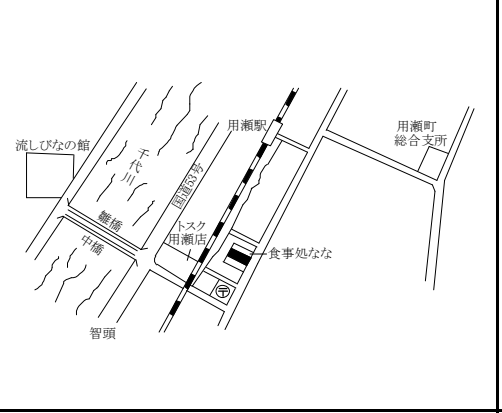 用瀬駅
用瀬町
総合支所
流しびなの館
千代川
国道53号
トスク
用瀬店
雛橋
中橋
食事処なな
〒
智頭